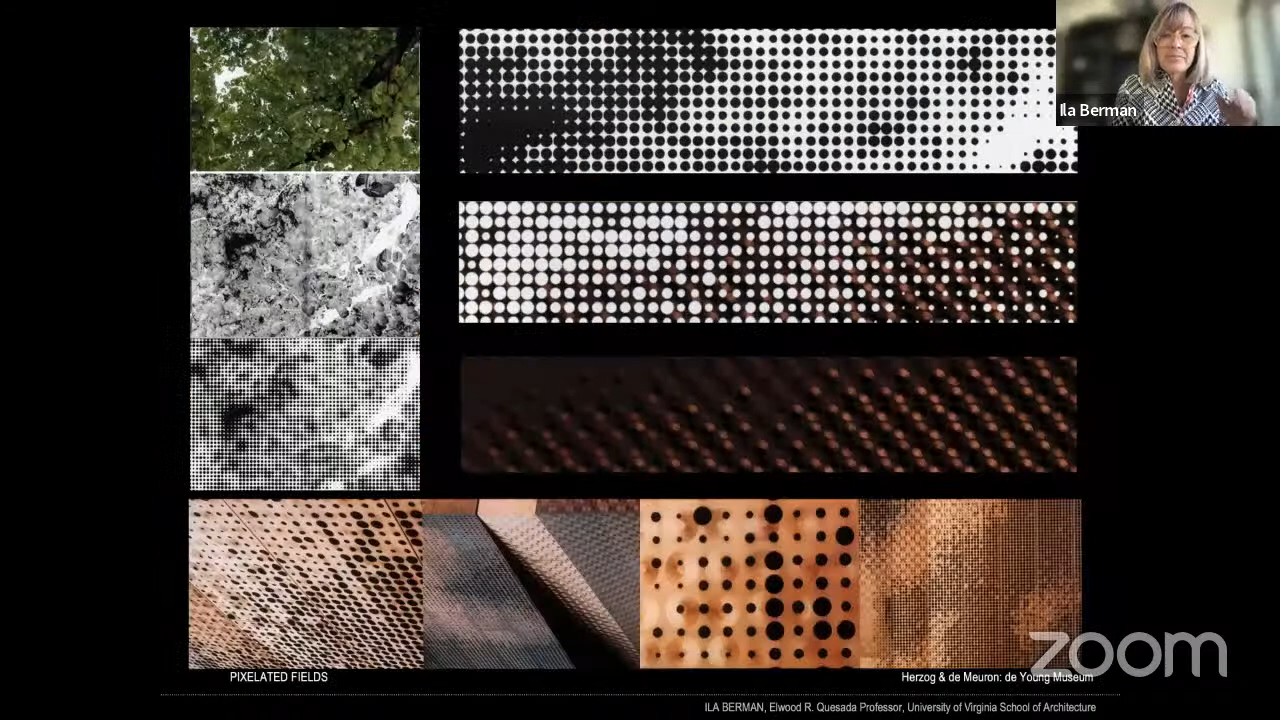 Ila Berman
zoom
PIXELATED FIELDS
Herzog & de Meuron: de Young Museum
ILA BERMAN, Elwood R. Quesada Professor, University of Virginia School of Architecture